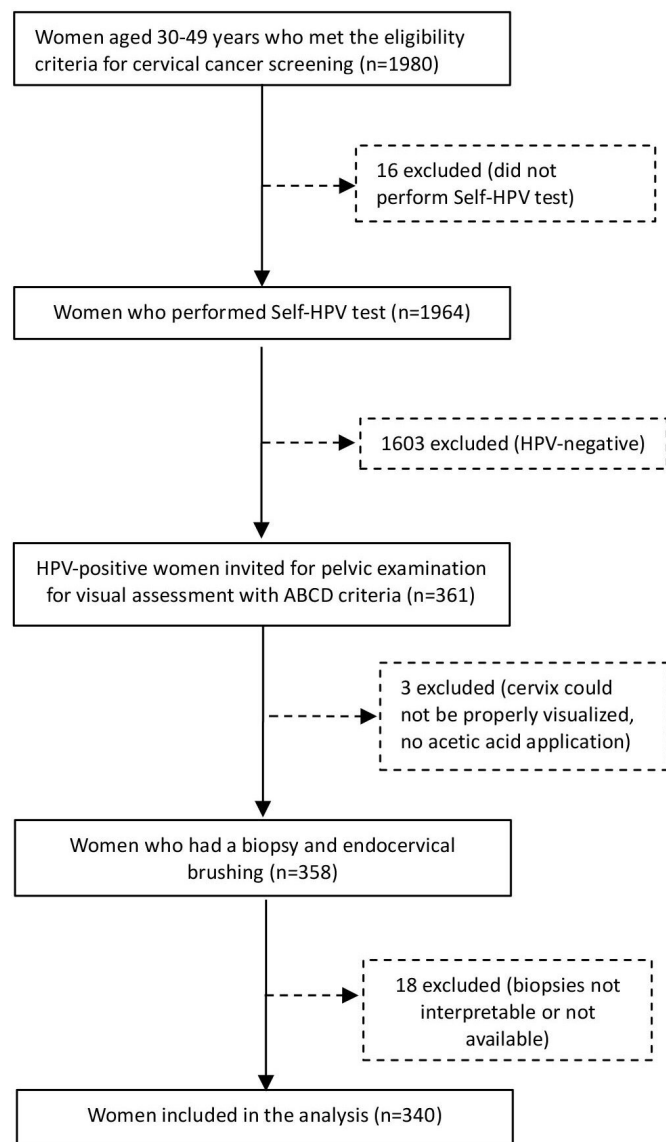 Women aged 30-49 years who met the eligibility
criteria for cervical cancer screening (n=1980)
16 excluded (did not
perform Self-HPV test)
Women who performed Self-HPV test (n=1964)
1603 excluded (HPV-negative)
HPV-positive women invited for pelvic examination
for visual assessment with ABCD criteria (n=361)
3 excluded (cervix could
not be properly visualized,
no acetic acid application)
Women who had a biopsy and endocervical
brushing (n=358)
18 excluded (biopsies not
interpretable or not
available)
Women included in the analysis (n=340)